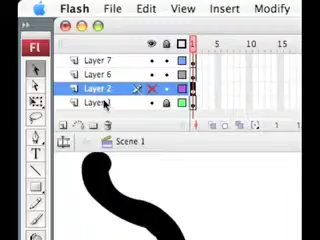 Flash File Edit View Insert Modify
Fl
1 5 10 15
Layer 7
Layer 6
Layer 2
Layer
1
Scene 1
T